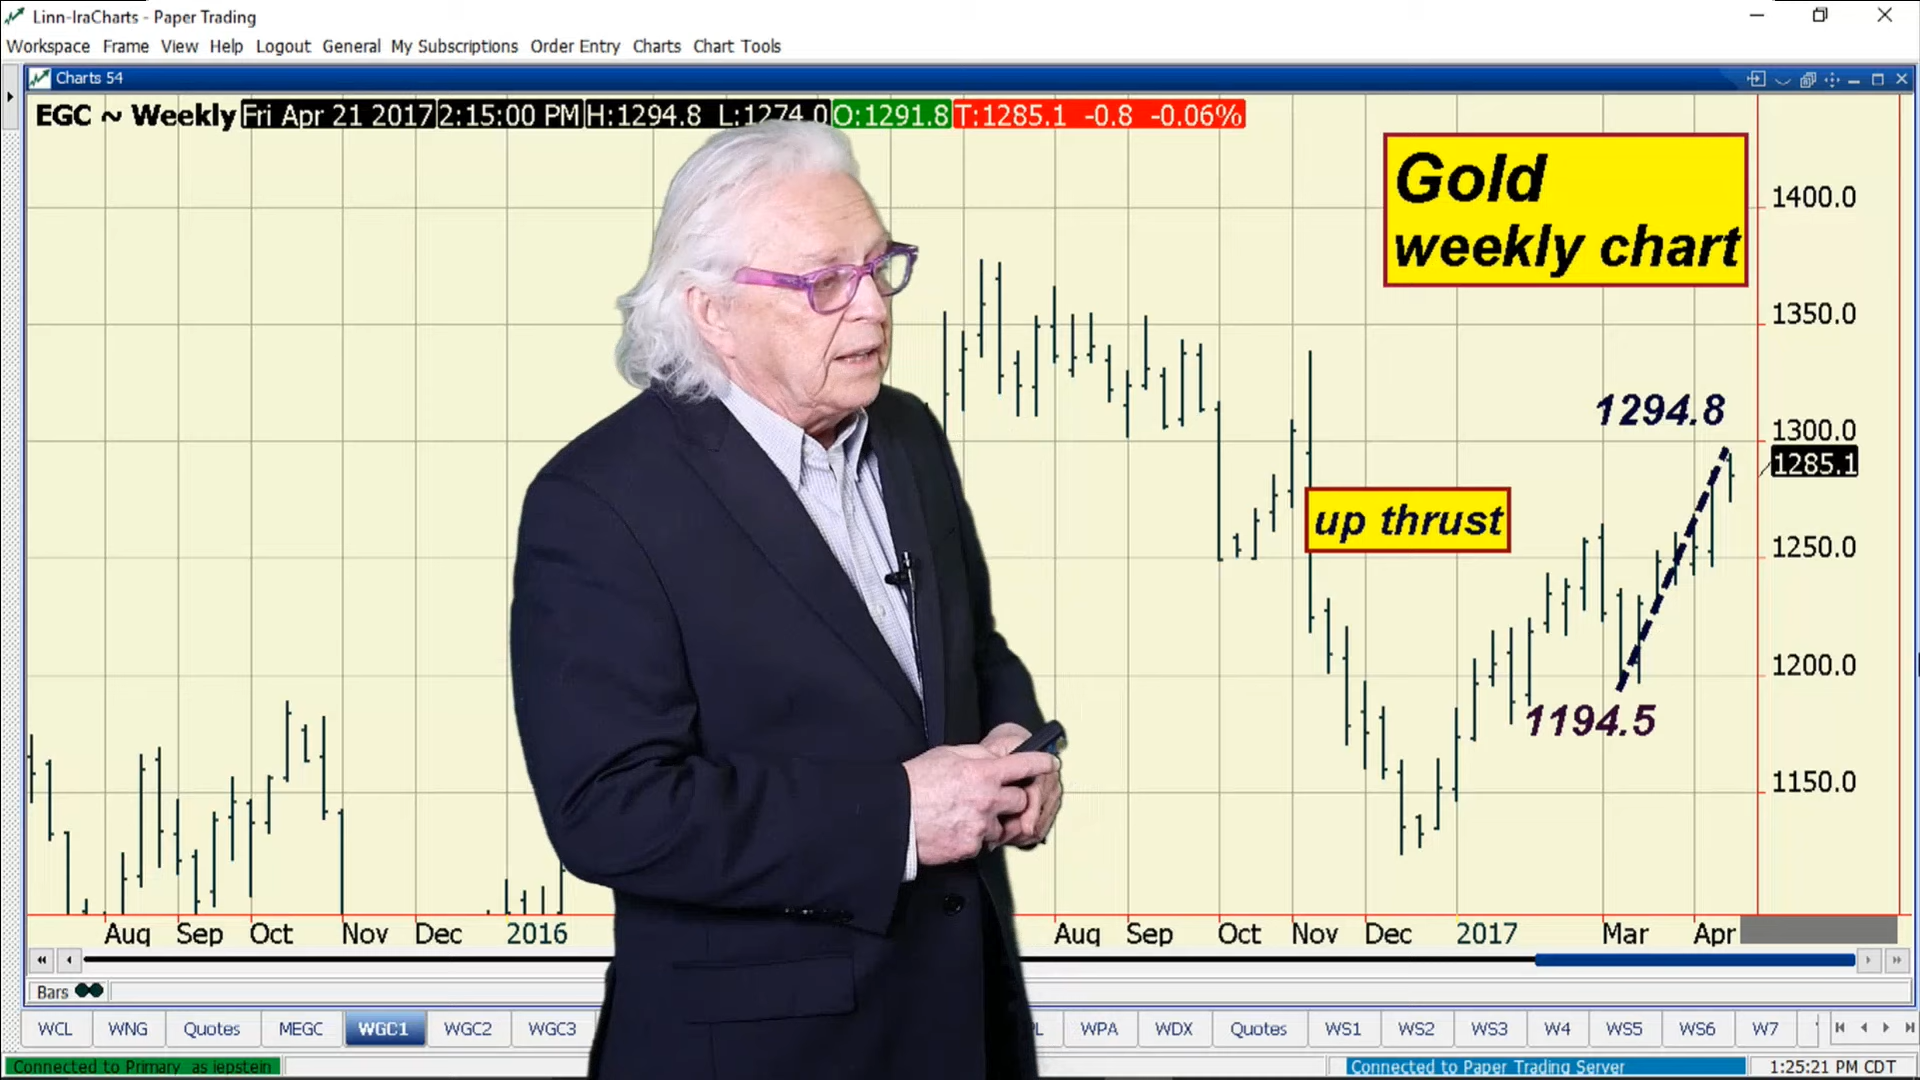 Linn-IraCharts - Paper Trading
Workspace Frame View Help Logout General My Subscriptions Order Entry Charts Chart Tools
Charts 54
EGC ~ Weekly Fri Apr 21 2017 2:15:00 PM H:1294.8 L:1274.0 O:1291.8 T:1285.1 -0.8 -0.06%
Gold
weekly chart
1400.0
1350.0
1294.8
1300.0
1285.1
up thrust
1250.0
1200.0
1194.5
1150.0
Aug Sep Oct Nov Dec 2016 Aug Sep Oct Nov Dec 2017 Mar Apr
Bars
WCL WNG Quotes MEGC WGC1 WGC2 WGC3 WPA WDX Quotes WS1 WS2 WS3 W4 WS5 WS6 W7
Connected to Primary as iepstein Connected to Paper Trading Server 1:25:21 PM CDT